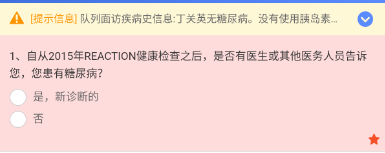 [提示信息] 队列面访疾病史:丁关英无糖尿病。没有使用胰岛素...
1、自从2015年REACTION健康检查之后，是否有医生或其他医务人员告诉
您，您患有糖尿病?
是，新诊断的
否